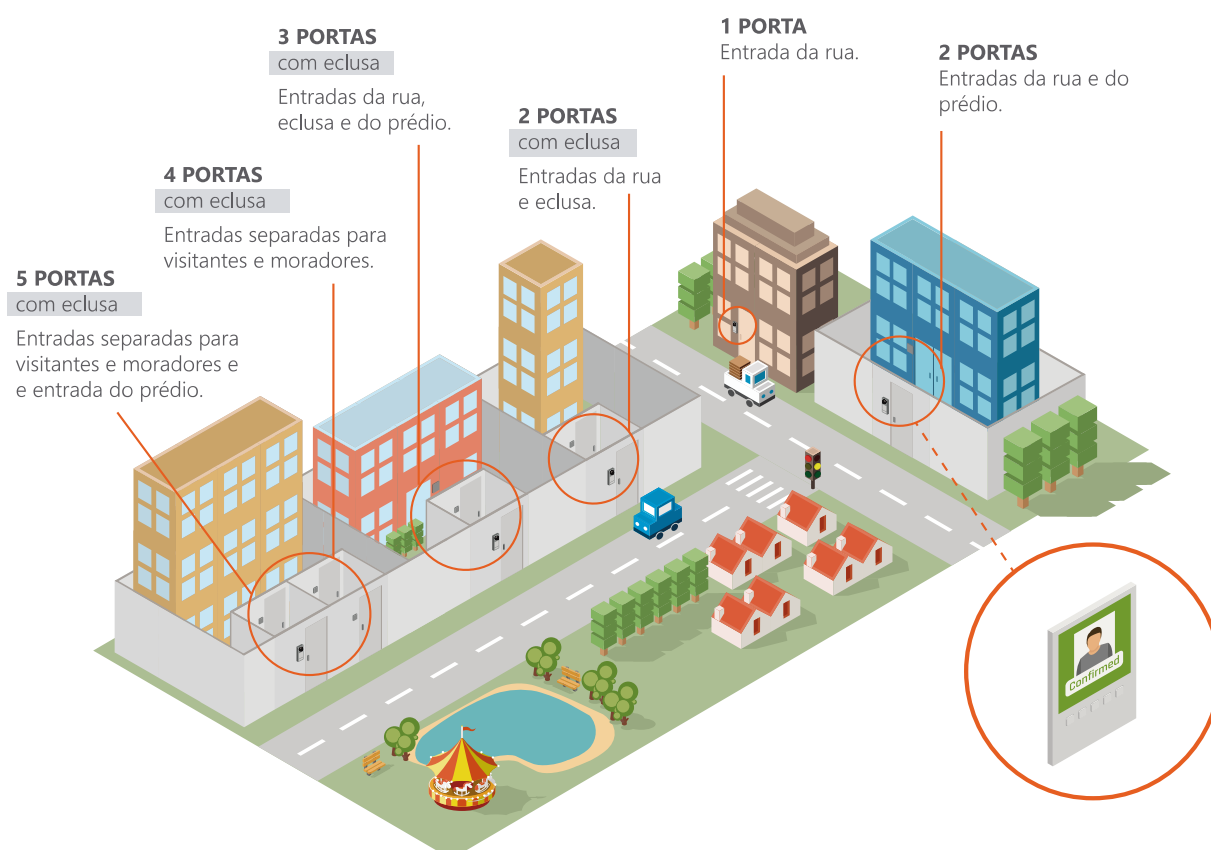 3 PORTAS
com eclusa
Entradas da rua,
eclusa e do prédio.
1 PORTA
Entrada da rua.
2 PORTAS
Entradas da rua e do
prédio.
2 PORTAS
com eclusa
Entradas da rua
e eclusa.
4 PORTAS
com eclusa
Entradas separadas para
visitantes e moradores.
5 PORTAS
com eclusa
Entradas separadas para
visitantes e moradores e
e entrada do prédio.
Confirmed